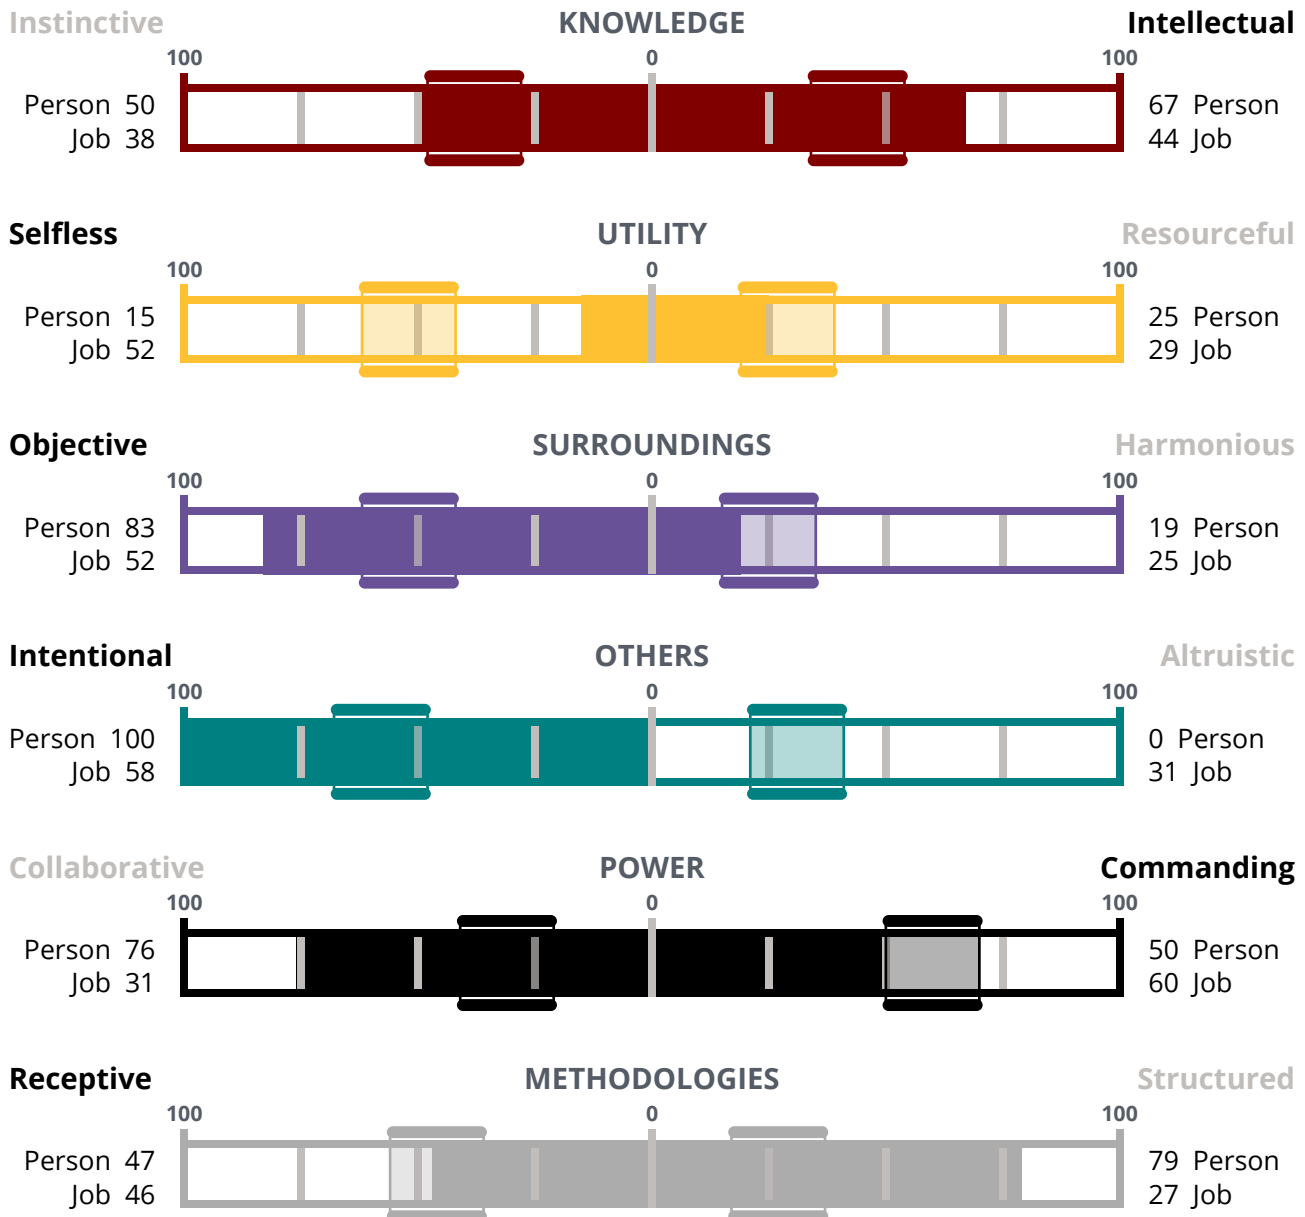 Instinctive KNOWLEDGE Intellectual
100 0 100
Person 50 67 Person
Job 38 44 Job
Selfless UTILITY Resourceful
100 0 100
Person 15 25 Person
Job 52 29 Job
Objective SURROUNDINGS Harmonious
100 0 100
Person 83 19 Person
Job 52 25 Job
Intentional OTHERS Altruistic
100 0 100
Person 100 0 Person
Job 58 31 Job
Collaborative POWER Commanding
100 0 100
Person 76 50 Person
Job 31 60 Job
Receptive METHODOLOGIES Structured
100 0 100
Person 47 79 Person
Job 46 27 Job